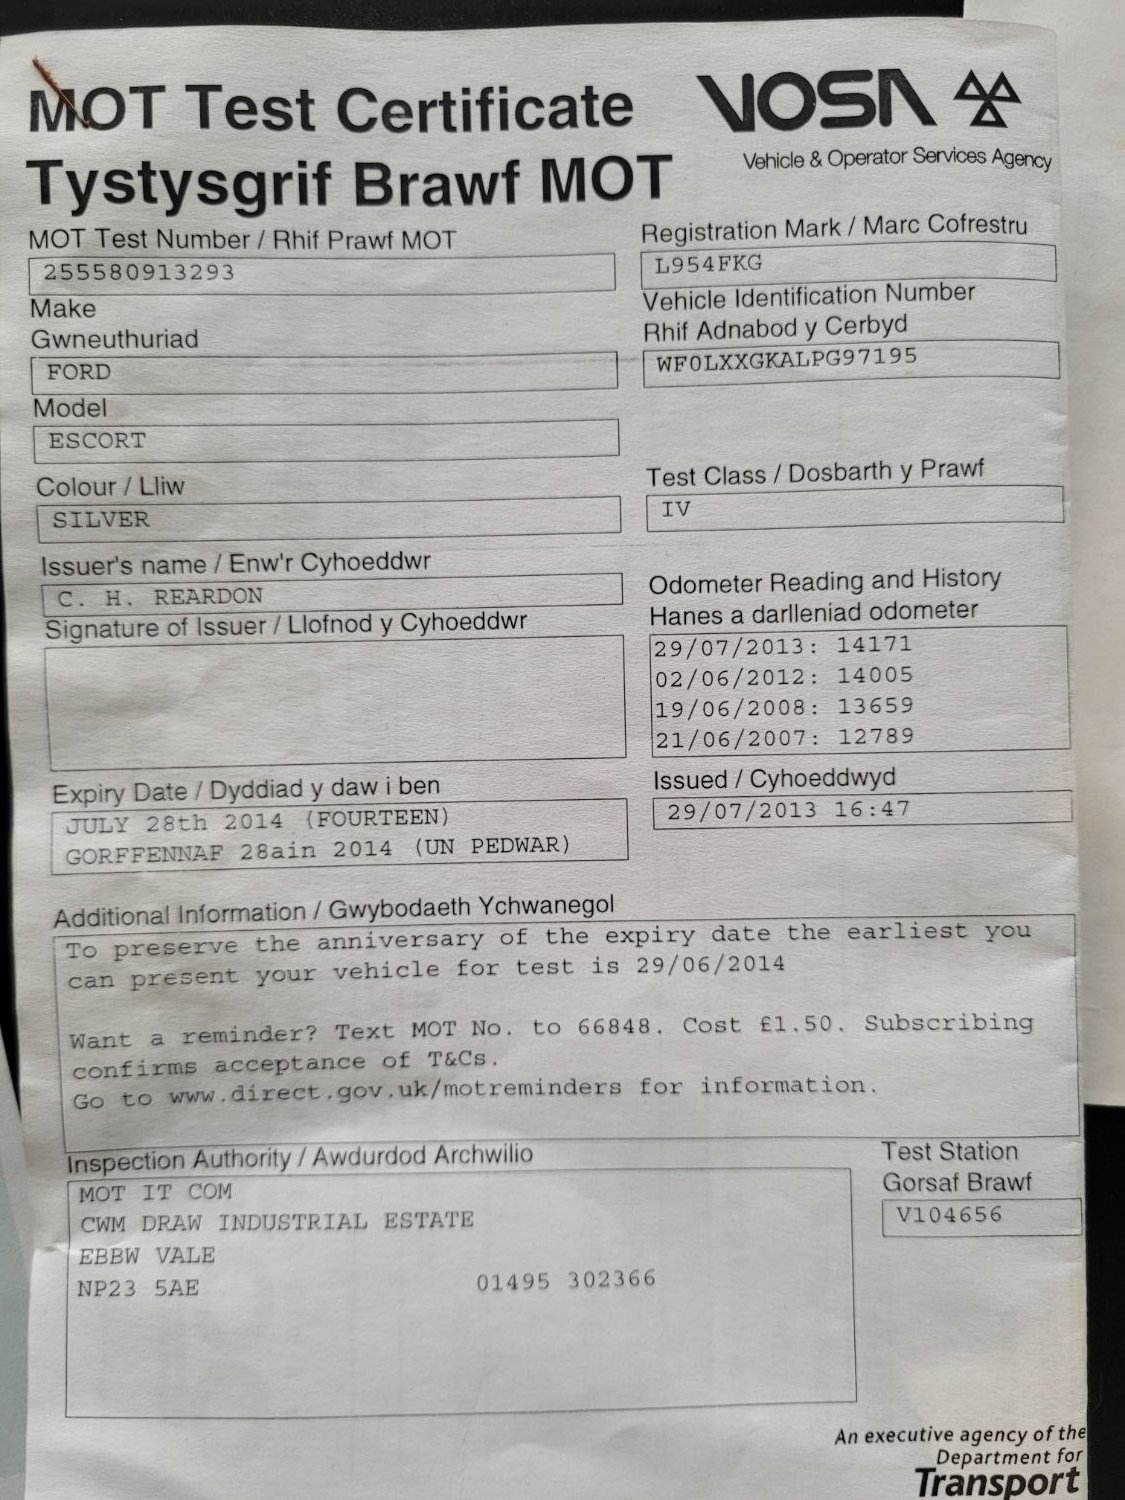 MOT Test Certificate
Tystysgrif Brawf MOT
VOSA
Vehicle & Operator Services Agency
MOT Test Number / Rhif Prawf MOT
255580913293
Registration Mark / Marc Cofrestru
L954FKG
Make
Gwneuthuriad
FORD
Vehicle Identification Number
Rhif Adnabod y Cerbyd
WF0LXXGKALPG97195
Model
ESCORT
Colour / Lliw
SILVER
Test Class / Dosbarth y Prawf
IV
Issuer's name / Enw'r Cyhoeddwr
C. H. REARDON
Signature of Issuer / Llofnod y Cyhoeddwr
Odometer Reading and History
Hanes a darlleniad odometer
29/07/2013: 14171
02/06/2012: 14005
19/06/2008: 13659
21/06/2007: 12789
Expiry Date / Dyddiad y daw i ben
JULY 28th 2014 (FOURTEEN)
GORFFENNAF 28ain 2014 (UN PEDWAR)
Issued / Cyhoeddwyd
29/07/2013 16:47
Additional Information / Gwybodaeth Ychwanegol
To preserve the anniversary of the expiry date the earliest you
can present your vehicle for test is 29/06/2014
Want a reminder? Text MOT No. to 66848. Cost £1.50. Subscribing
confirms acceptance of T&Cs.
Go to www.direct.gov.uk/motreminders for information.
Inspection Authority / Awdurdod Archwilio
MOT IT COM
CWM DRAW INDUSTRIAL ESTATE
EBBW VALE
NP23 5AE 01495 302366
Test Station
Gorsaf Brawf
V104656
An executive agency of the
Department for
Transport